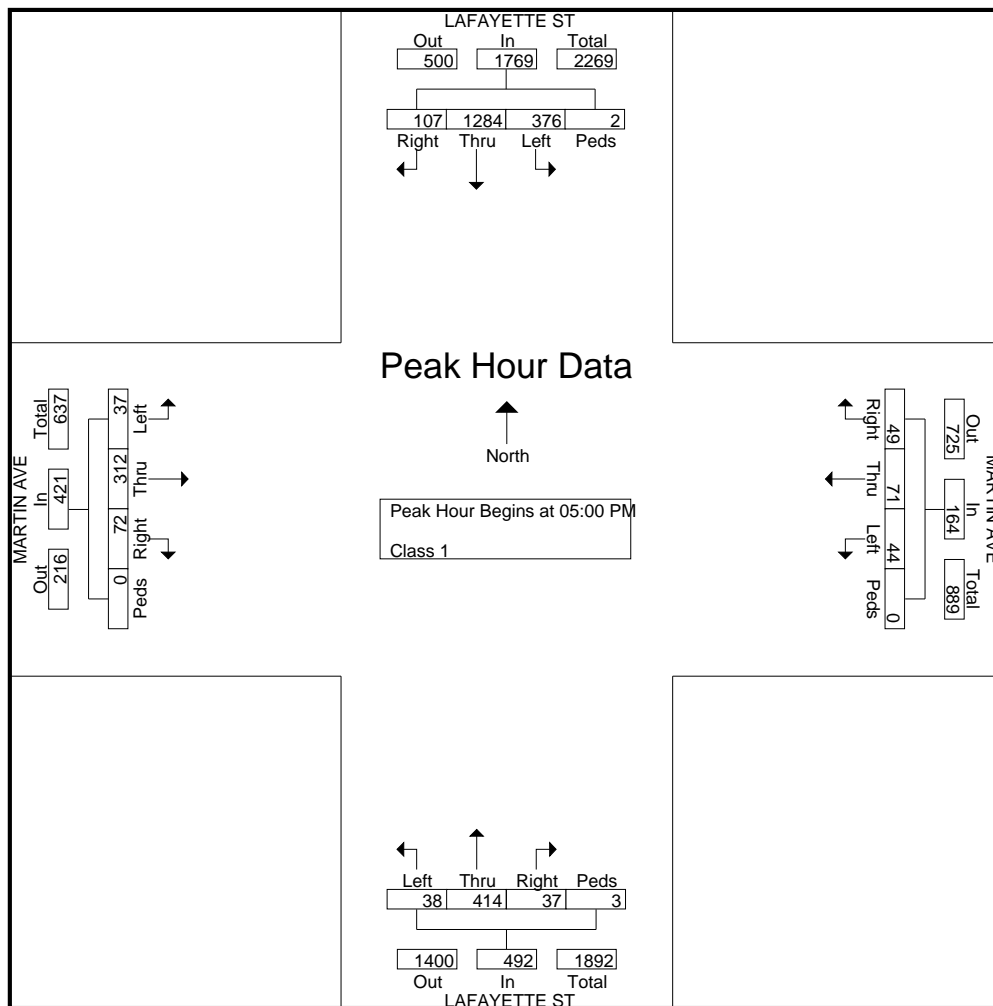 LAFAYETTE ST
Out In Total
500 1769 2269
107 1284 376 2
Right Thru Left Peds
Peak Hour Data
North
Peak Hour Begins at 05:00 PM
Class 1
MARTIN AVE
Total In Out
637 421 216
37 312 72 0
Left Thru Right Peds
Right Thru Left Peds
49 71 44 0
Out In Total
725 164 889
MARTIN AVE
Left Thru Right Peds
38 414 37 3
1400 492 1892
Out In Total
LAFAYETTE ST